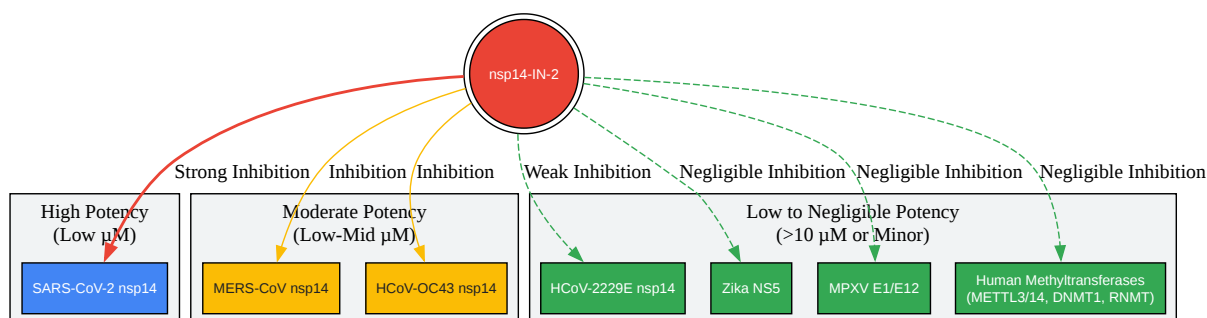 nsp14-IN-2
Strong Inhibition
Inhibition
Inhibition
Weak Inhibition
Negligible Inhibition
Negligible Inhibition
Negligible Inhibition
High Potency
(Low µM)
Moderate Potency
(Low-Mid µM)
Low to Negligible Potency
(>10 µM or Minor)
SARS-CoV-2 nsp14
MERS-CoV nsp14
HCoV-OC43 nsp14
HCoV-2229E nsp14
Zika NS5
MPXV E1/E12
Human Methyltransferases
(METTL3/14, DNMT1, RNMT)